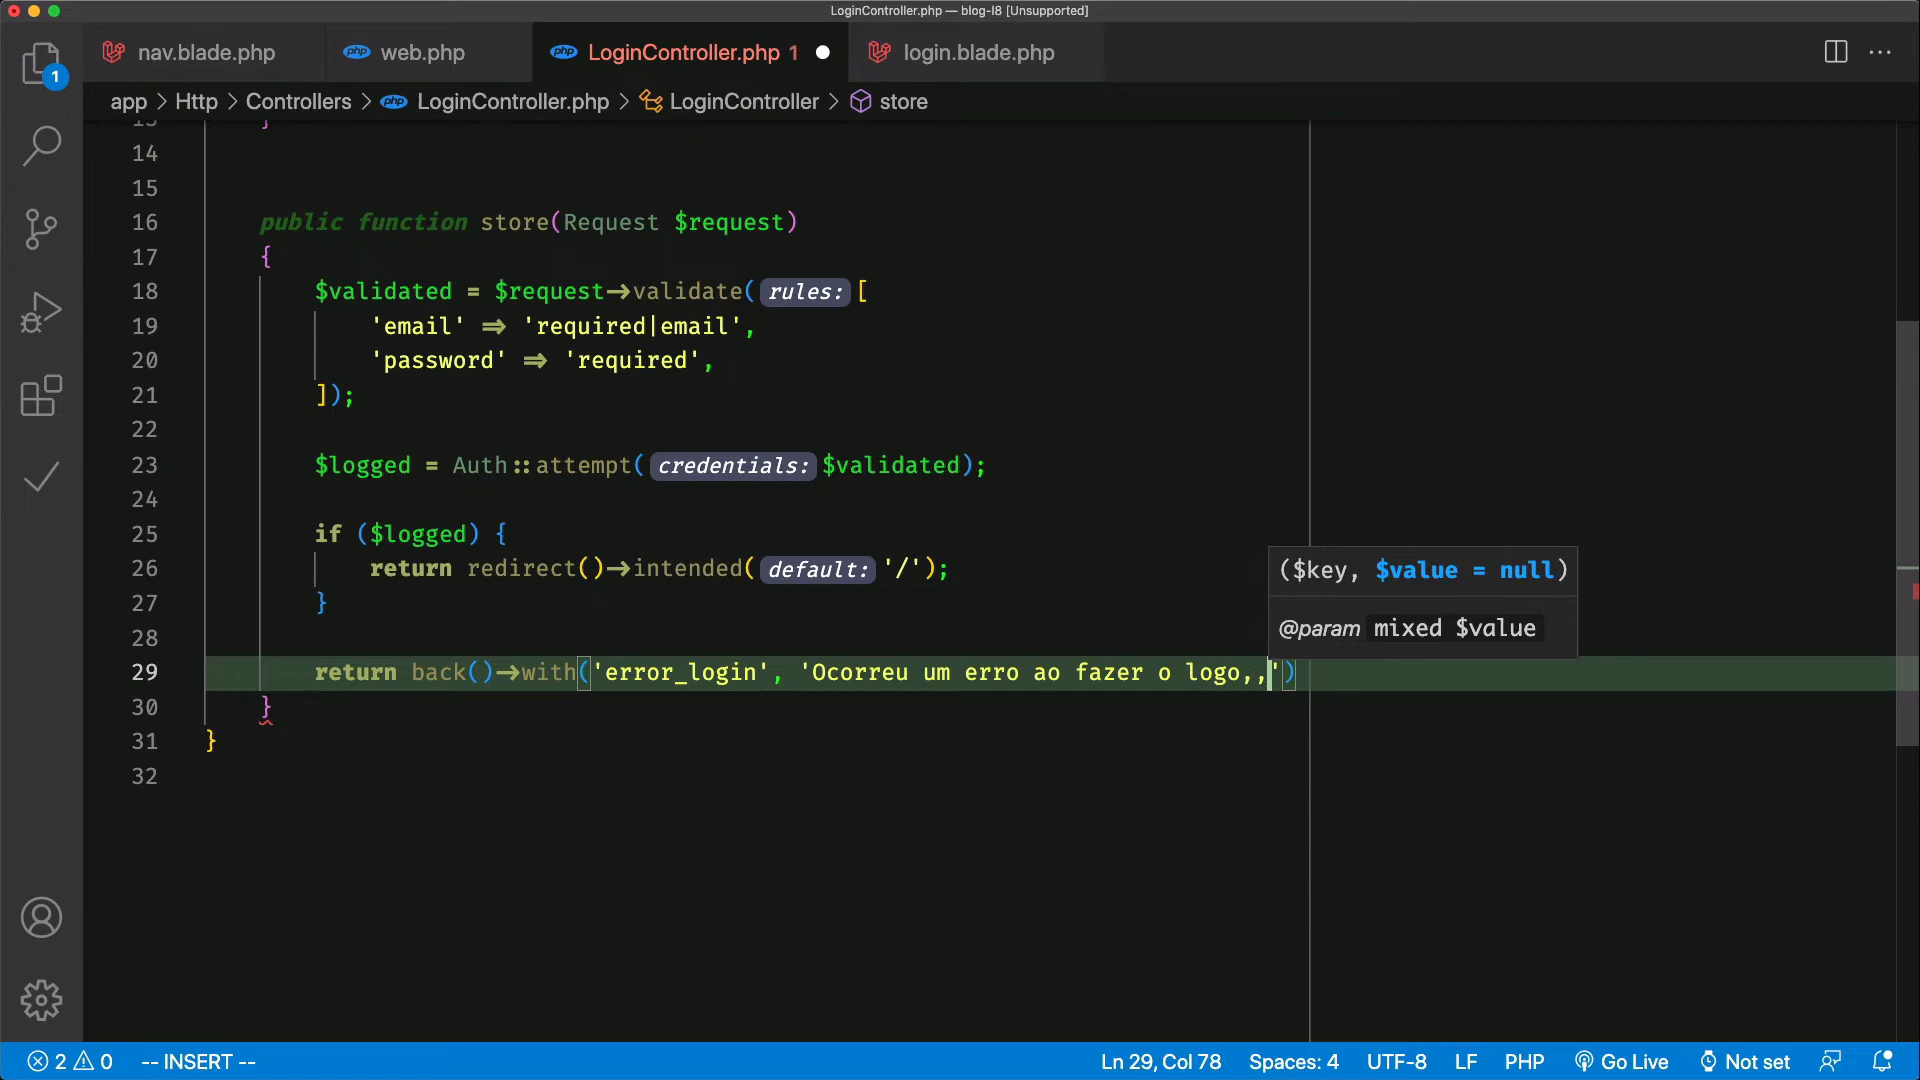 LoginController.php — blog-l8 [Unsupported]
1
nav.blade.php
php web.php
php LoginController.php 1
login.blade.php
app > Http > Controllers > php LoginController.php > LoginController > store
13 }
14
15
16 public function store(Request $request)
17 {
18 $validated = $request->validate( rules: [
19 'email' => 'required|email',
20 'password' => 'required',
21 ]);
22
23 $logged = Auth::attempt( credentials: $validated);
24
25 if ($logged) {
26 return redirect()->intended( default: '/');
27 }
28
($key, $value = null)
@param mixed $value
29 return back()->with('error_login', 'Ocorreu um erro ao fazer o logo,,')
30 }
31 }
32
2 0 -- INSERT -- Ln 29, Col 78 Spaces: 4 UTF-8 LF PHP Go Live Not set